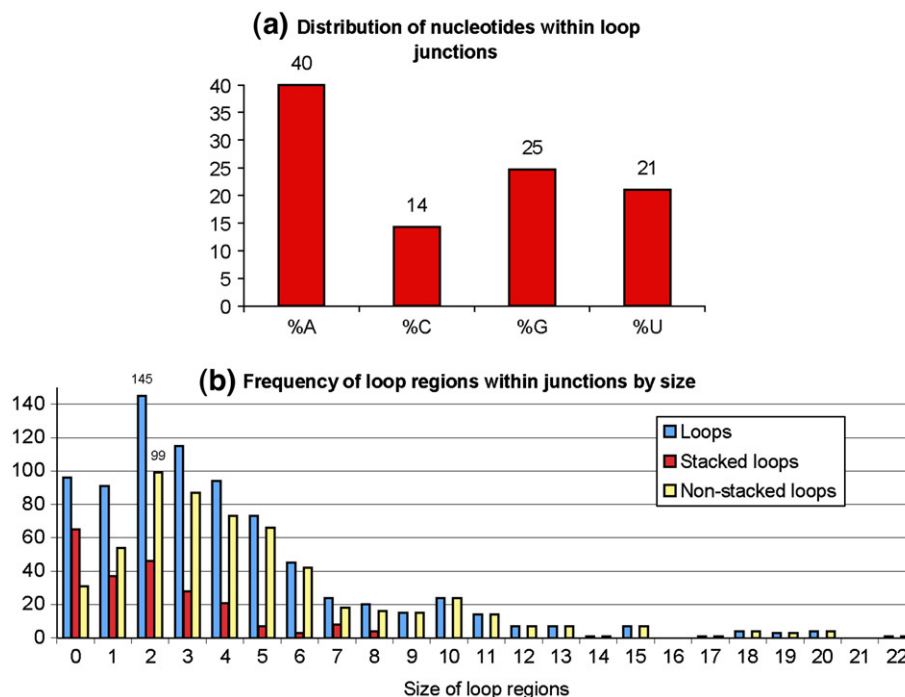 (a) Distribution of nucleotides within loop
junctions
40
14
25
21
40
35
30
25
20
15
10
5
0
%A %C %G %U
(b) Frequency of loop regions within junctions by size
145
99
140
120
100
80
60
40
20
0
Loops
Stacked loops
Non-stacked loops
0 1 2 3 4 5 6 7 8 9 10 11 12 13 14 15 16 17 18 19 20 21 22
Size of loop regions